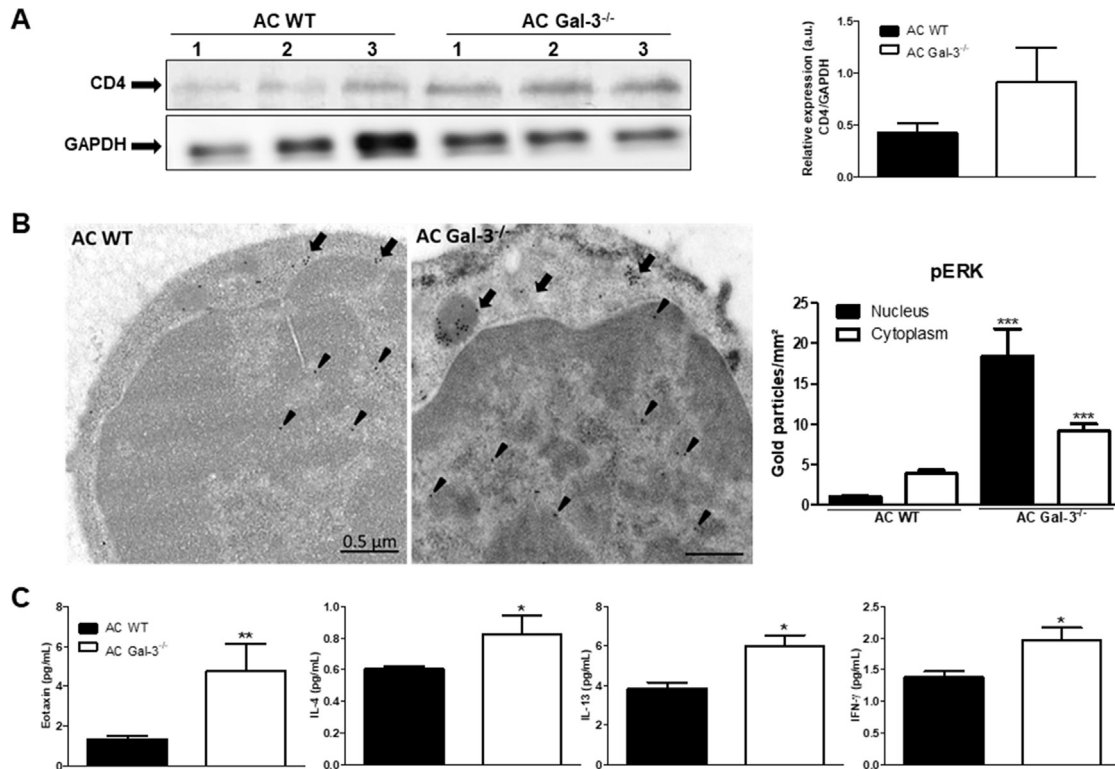 A
AC WT
AC Gal-3-/-
1 2 3 1 2 3
CD4
GAPDH
Relative expression (a.u.)
CD4/GAPDH
1.5
1.0
0.5
0.0
AC WT
AC Gal-3-/-
B
AC WT
0.5 µm
AC Gal-3-/-
pERK
Gold particles/mm²
25
20
15
10
5
0
Nucleus
Cytoplasm
***
***
AC WT
AC Gal-3-/-
C
Eotaxin (pg/mL)
8
6
4
2
0
AC WT
AC Gal-3-/-
**
IL-4 (pg/mL)
1.0
0.8
0.6
0.4
0.2
0.0
*
IL-13 (pg/mL)
8
6
4
2
0
*
IFN-γ (pg/mL)
2.5
2.0
1.5
1.0
0.5
0.0
*